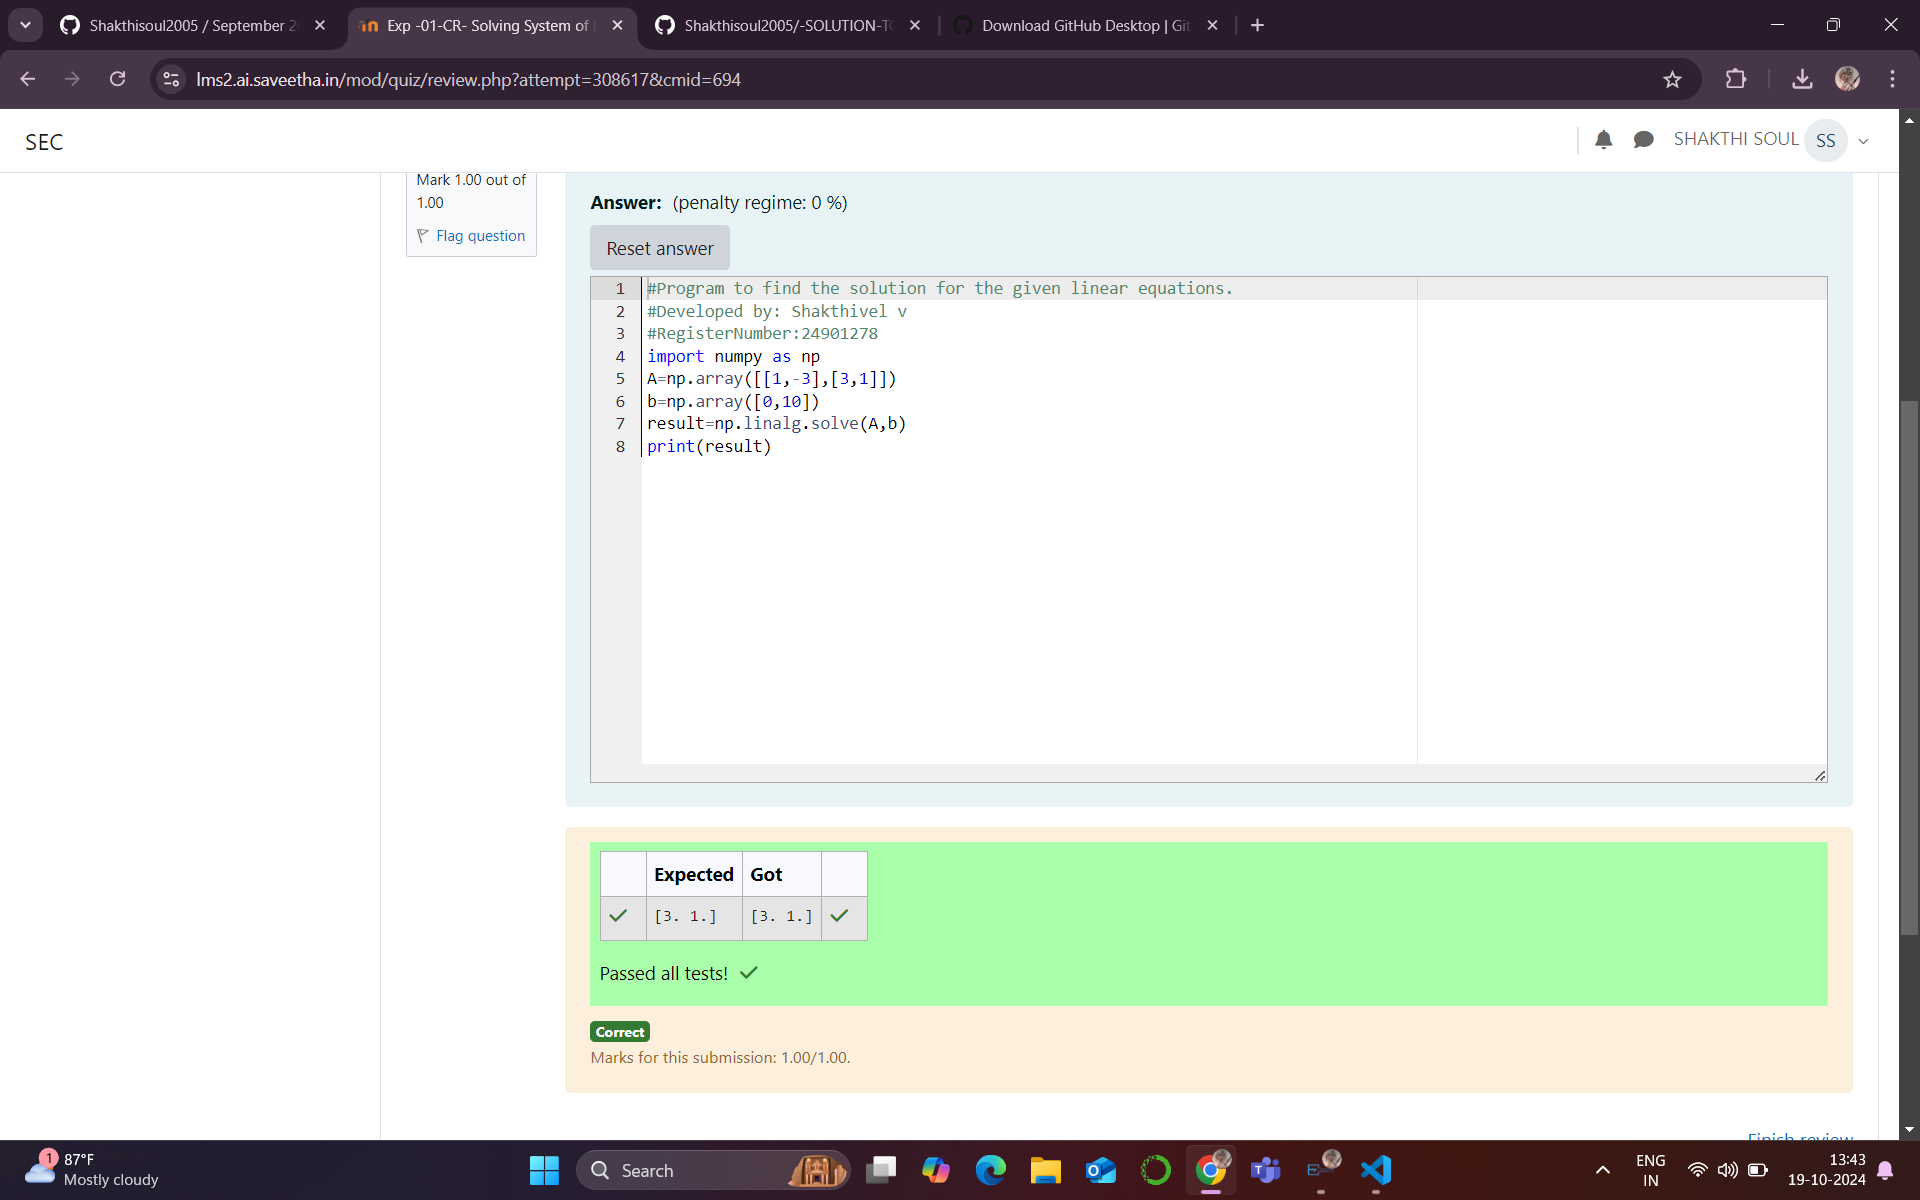 Shakthisoul2005 / September 2
Exp -01-CR- Solving System of
Shakthisoul2005/-SOLUTION-TO
Download GitHub Desktop | Git
lms2.ai.saveetha.in/mod/quiz/review.php?attempt=308617&cmid=694
SEC
SHAKTHI SOUL
SS
Mark 1.00 out of
1.00
Flag question
Answer: (penalty regime: 0 %)
Reset answer
1 #Program to find the solution for the given linear equations.
2 #Developed by: Shakthivel v
3 #RegisterNumber:24901278
4 import numpy as np
5 A=np.array([[1,-3],[3,1]])
6 b=np.array([0,10])
7 result=np.linalg.solve(A,b)
8 print(result)
Expected Got
[3. 1.] [3. 1.]
Passed all tests!
Correct
Marks for this submission: 1.00/1.00.
Finish review
1
87°F
Mostly cloudy
Search
ENG
IN
13:43
19-10-2024